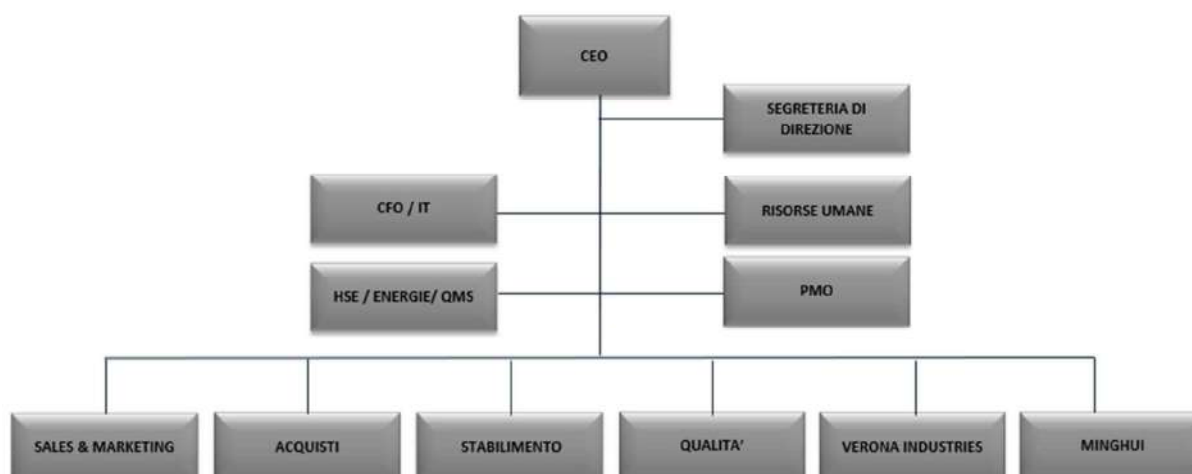 CEO
SEGRETERIA DI
DIREZIONE
CFO / IT
RISORSE UMANE
HSE / ENERGIE/ QMS
PMO
SALES & MARKETING
ACQUISTI
STABILIMENTO
QUALITA’
VERONA INDUSTRIES
MINGHUI